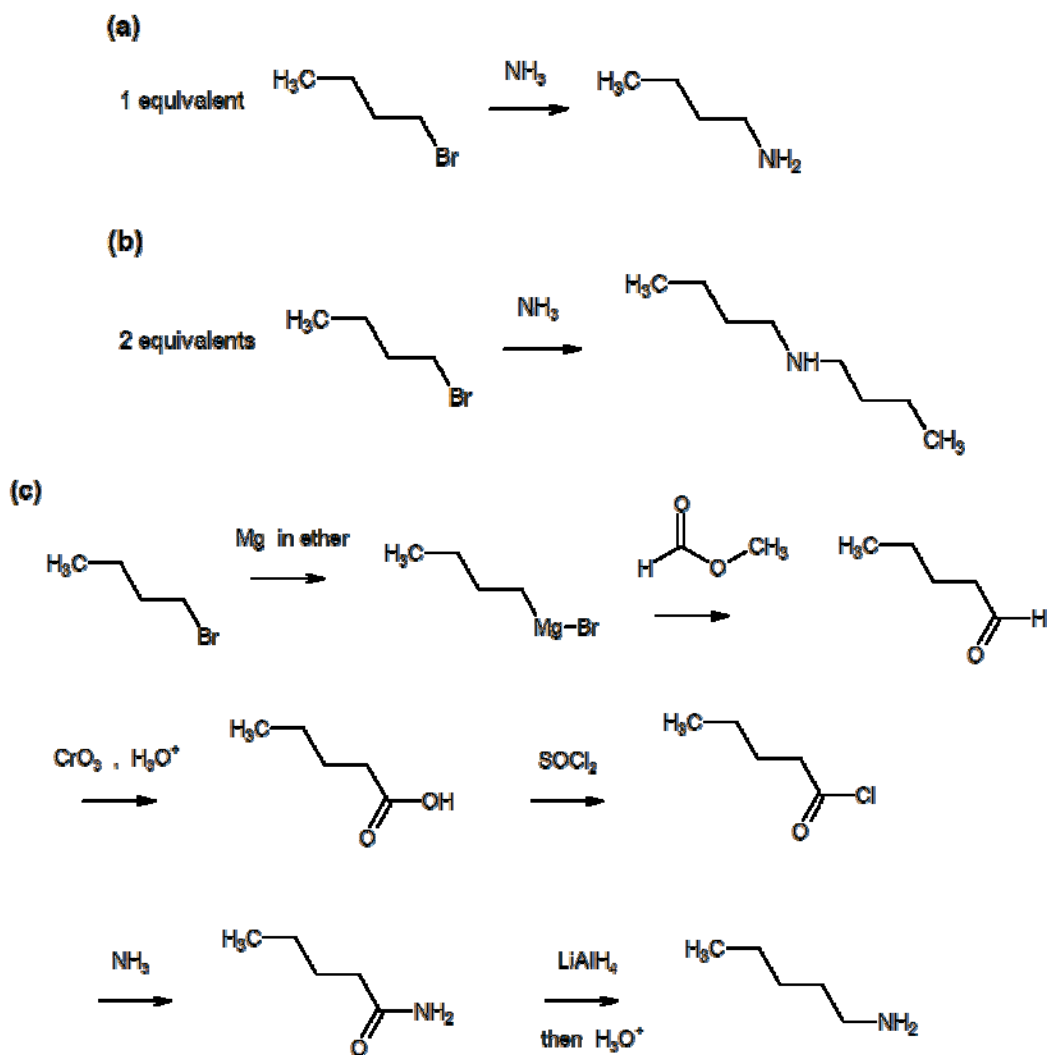 (a)
1 equivalent
H₃C
Br
NH₃
H₃C
NH₂
(b)
2 equivalents
H₃C
Br
NH₃
H₃C
NH
CH₃
(c)
H₃C
Br
Mg in ether
H₃C
Mg-Br
O
H
O
CH₃
H₃C
H
O
CrO₃ , H₃O⁺
H₃C
OH
O
SOCl₂
H₃C
Cl
O
NH₃
H₃C
NH₂
O
LiAlH₄
then H₃O⁺
H₃C
NH₂